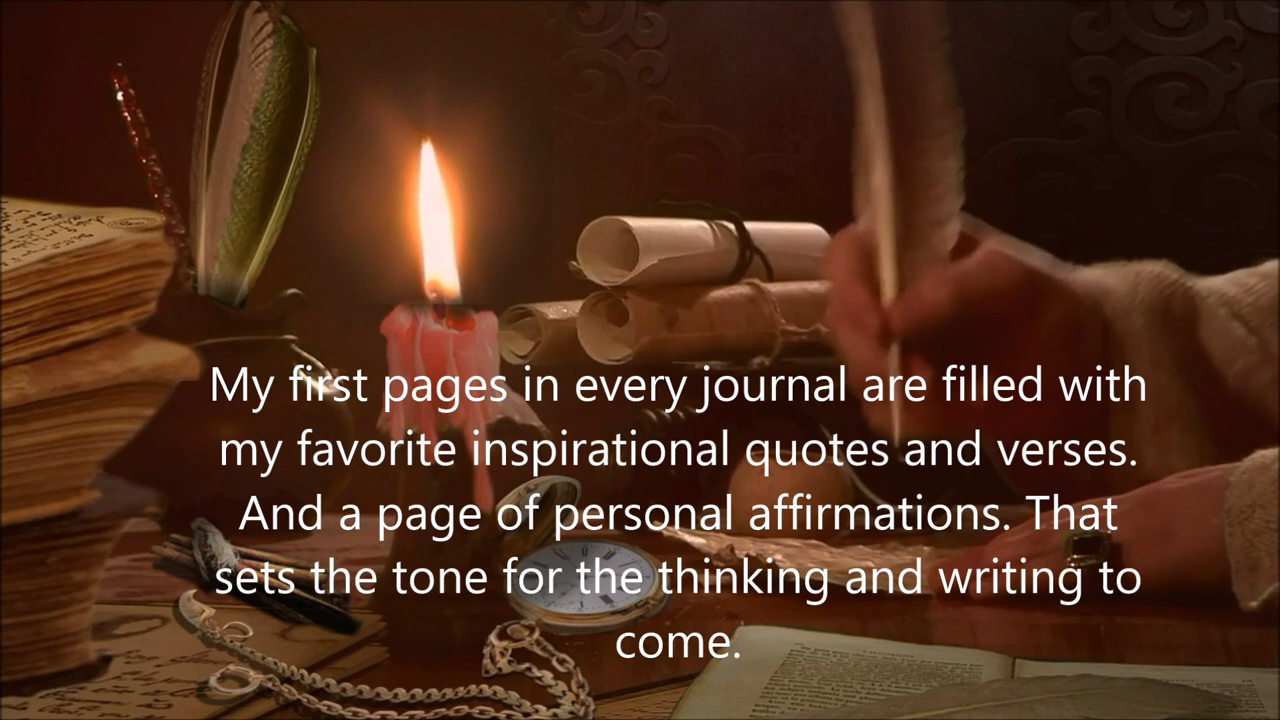 My first pages in every journal are filled with
my favorite inspirational quotes and verses.
And a page of personal affirmations. That
sets the tone for the thinking and writing to
come.